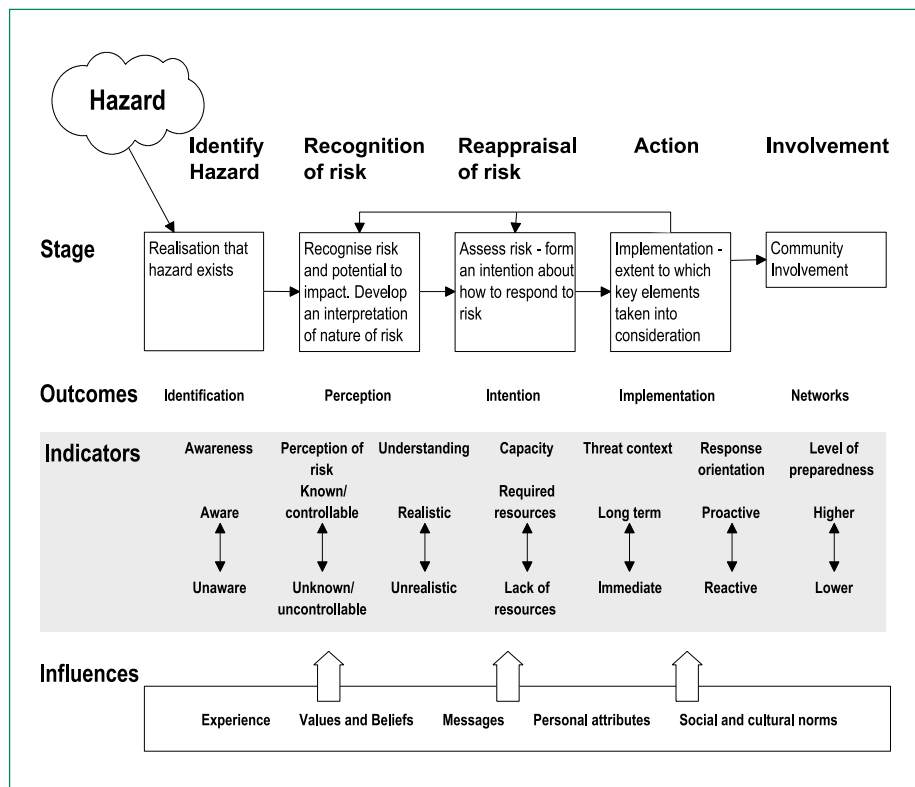 Hazard
Identify
Hazard
Recognition
of risk
Reappraisal
of risk
Action
Involvement
Stage
Realisation that
hazard exists
Recognise risk
and potential to
impact. Develop
an interpretation
of nature of risk
Assess risk - form
an intention about
how to respond to
risk
Implementation -
extent to which
key elements
taken into
consideration
Community
Involvement
Outcomes
Identification
Perception
Intention
Implementation
Networks
Indicators
Awareness
Perception of
risk
Understanding
Capacity
Threat context
Response
orientation
Level of
preparedness
Aware
Known/
controllable
Realistic
Required
resources
Long term
Proactive
Higher
Unaware
Unknown/
uncontrollable
Unrealistic
Lack of
resources
Immediate
Reactive
Lower
Influences
Experience
Values and Beliefs
Messages
Personal attributes
Social and cultural norms